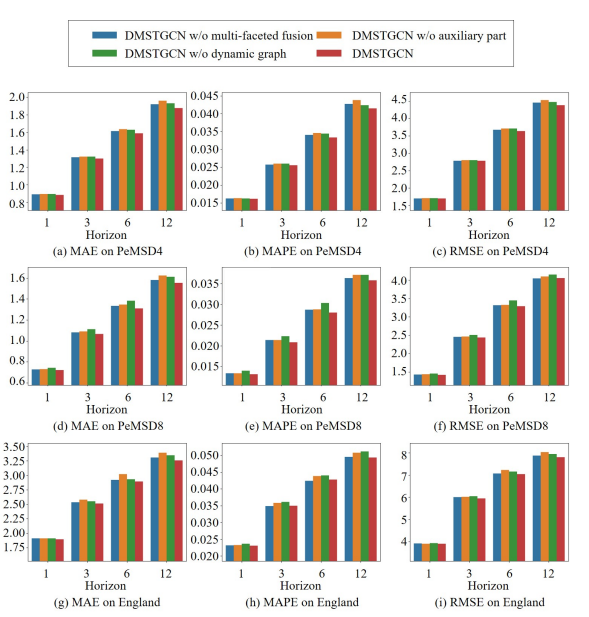 DMSTGCN w/o multi-faceted fusion DMSTGCN w/o auxiliary part
DMSTGCN w/o dynamic graph DMSTGCN
2.0
1.8
1.6
1.4
1.2
1.0
0.8
1 3 6 12
Horizon
(a) MAE on PeMSD4
0.045
0.040
0.035
0.030
0.025
0.020
0.015
1 3 6 12
Horizon
(b) MAPE on PeMSD4
4.5
4.0
3.5
3.0
2.5
2.0
1.5
1 3 6 12
Horizon
(c) RMSE on PeMSD4
1.6
1.4
1.2
1.0
0.8
0.6
1 3 6 12
Horizon
(d) MAE on PeMSD8
0.035
0.030
0.025
0.020
0.015
1 3 6 12
Horizon
(e) MAPE on PeMSD8
4.0
3.5
3.0
2.5
2.0
1.5
1 3 6 12
Horizon
(f) RMSE on PeMSD8
3.50
3.25
3.00
2.75
2.50
2.25
2.00
1.75
1 3 6 12
Horizon
(g) MAE on England
0.050
0.045
0.040
0.035
0.030
0.025
0.020
1 3 6 12
Horizon
(h) MAPE on England
8
7
6
5
4
1 3 6 12
Horizon
(i) RMSE on England